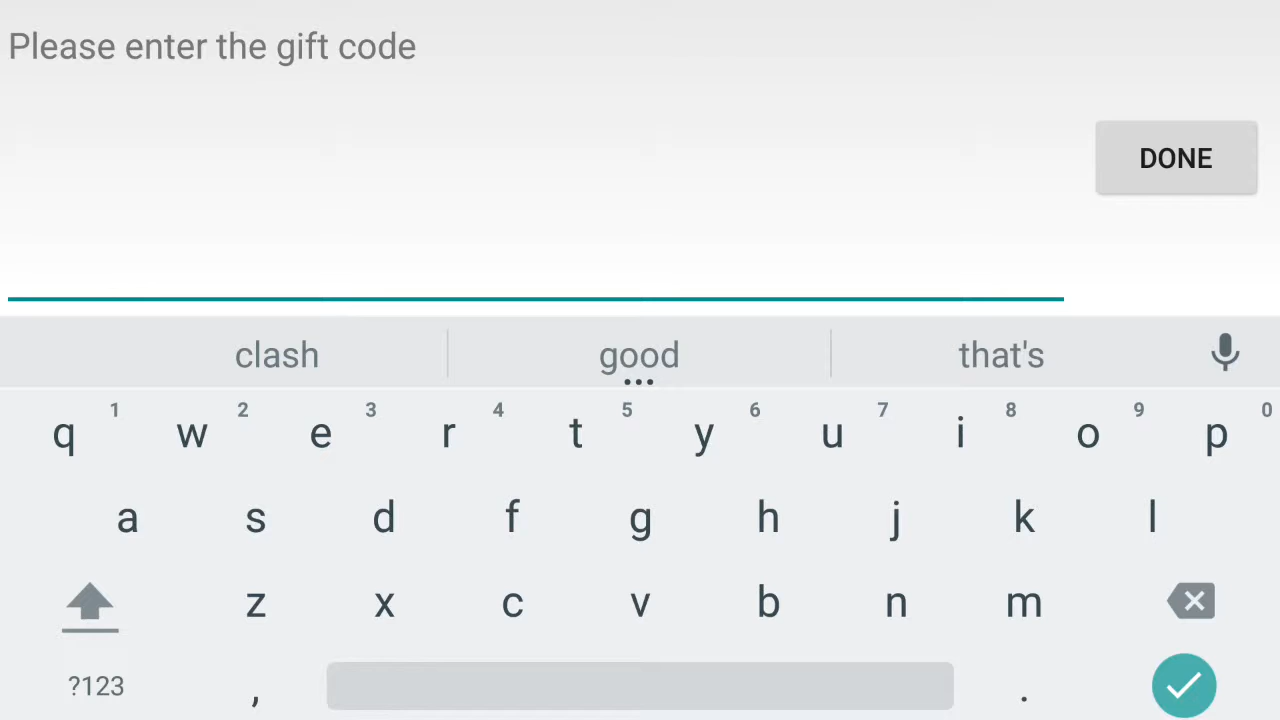 Please enter the gift code
DONE
clash good that's
q 1 w 2 e 3 r 4 t 5 y 6 u 7 i 8 o 9 p 0
a s d f g h j k l
z x c v b n m
?123 , .